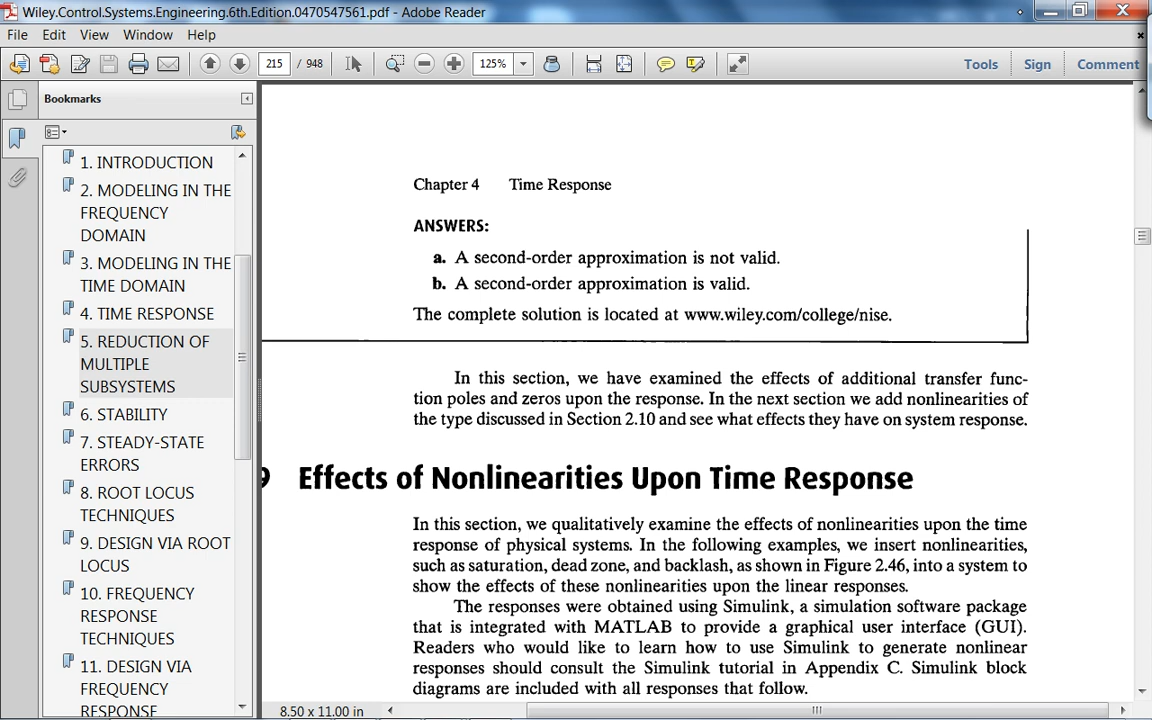 Wiley.Control.Systems.Engineering.6th.Edition.0470547561.pdf - Adobe Reader
File Edit View Window Help
215 / 948 125% Tools Sign Comment
Bookmarks
1. INTRODUCTION
2. MODELING IN THE
FREQUENCY
DOMAIN
3. MODELING IN THE
TIME DOMAIN
4. TIME RESPONSE
5. REDUCTION OF
MULTIPLE
SUBSYSTEMS
6. STABILITY
7. STEADY-STATE
ERRORS
8. ROOT LOCUS
TECHNIQUES
9. DESIGN VIA ROOT
LOCUS
10. FREQUENCY
RESPONSE
TECHNIQUES
11. DESIGN VIA
FREQUENCY
RESPONSE
Chapter 4 Time Response
ANSWERS:
a. A second-order approximation is not valid.
b. A second-order approximation is valid.
The complete solution is located at www.wiley.com/college/nise.
In this section, we have examined the effects of additional transfer func-
tion poles and zeros upon the response. In the next section we add nonlinearities of
the type discussed in Section 2.10 and see what effects they have on system response.
9 Effects of Nonlinearities Upon Time Response
In this section, we qualitatively examine the effects of nonlinearities upon the time
response of physical systems. In the following examples, we insert nonlinearities,
such as saturation, dead zone, and backlash, as shown in Figure 2.46, into a system to
show the effects of these nonlinearities upon the linear responses.
The responses were obtained using Simulink, a simulation software package
that is integrated with MATLAB to provide a graphical user interface (GUI).
Readers who would like to learn how to use Simulink to generate nonlinear
responses should consult the Simulink tutorial in Appendix C. Simulink block
diagrams are included with all responses that follow.
8.50 x 11.00 in